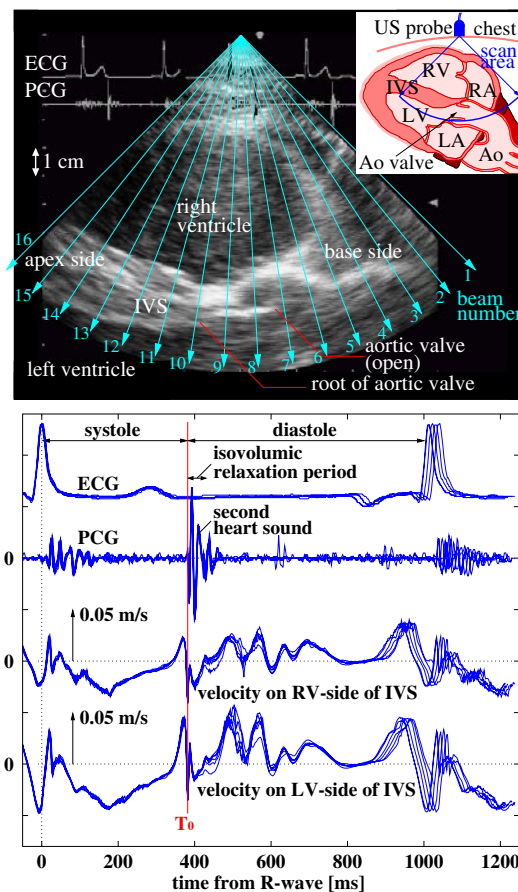 US probe chest
scan
area
RV
IVS
RA
LV
LA
Ao valve
Ao
ECG
PCG
1 cm
right
ventricle
base side
16
apex side
15
14
13
12
11
10
9
8
7
6
5
4
3
2
1
beam
number
IVS
left ventricle
aortic valve
(open)
root of aortic valve
systole
diastole
isovolumic
relaxation period
ECG
second
heart sound
PCG
0
0.05 m/s
0
velocity on RV-side of IVS
0.05 m/s
0
velocity on LV-side of IVS
T0
0 200 400 600 800 1000 1200
time from R-wave [ms]